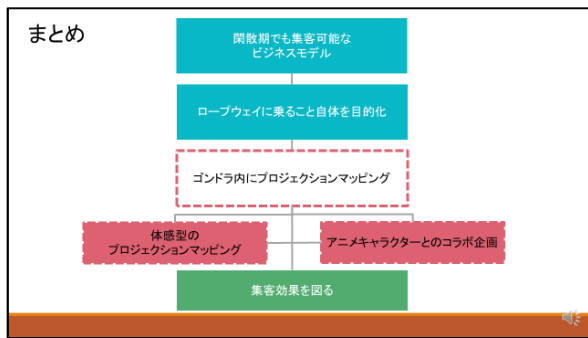 まとめ
閑散期でも集客可能な
ビジネスモデル
ロープウェイに乗ること自体を目的化
ゴンドラ内にプロジェクションマッピング
体感型の
プロジェクションマッピング
アニメキャラクターとのコラボ企画
集客効果を図る